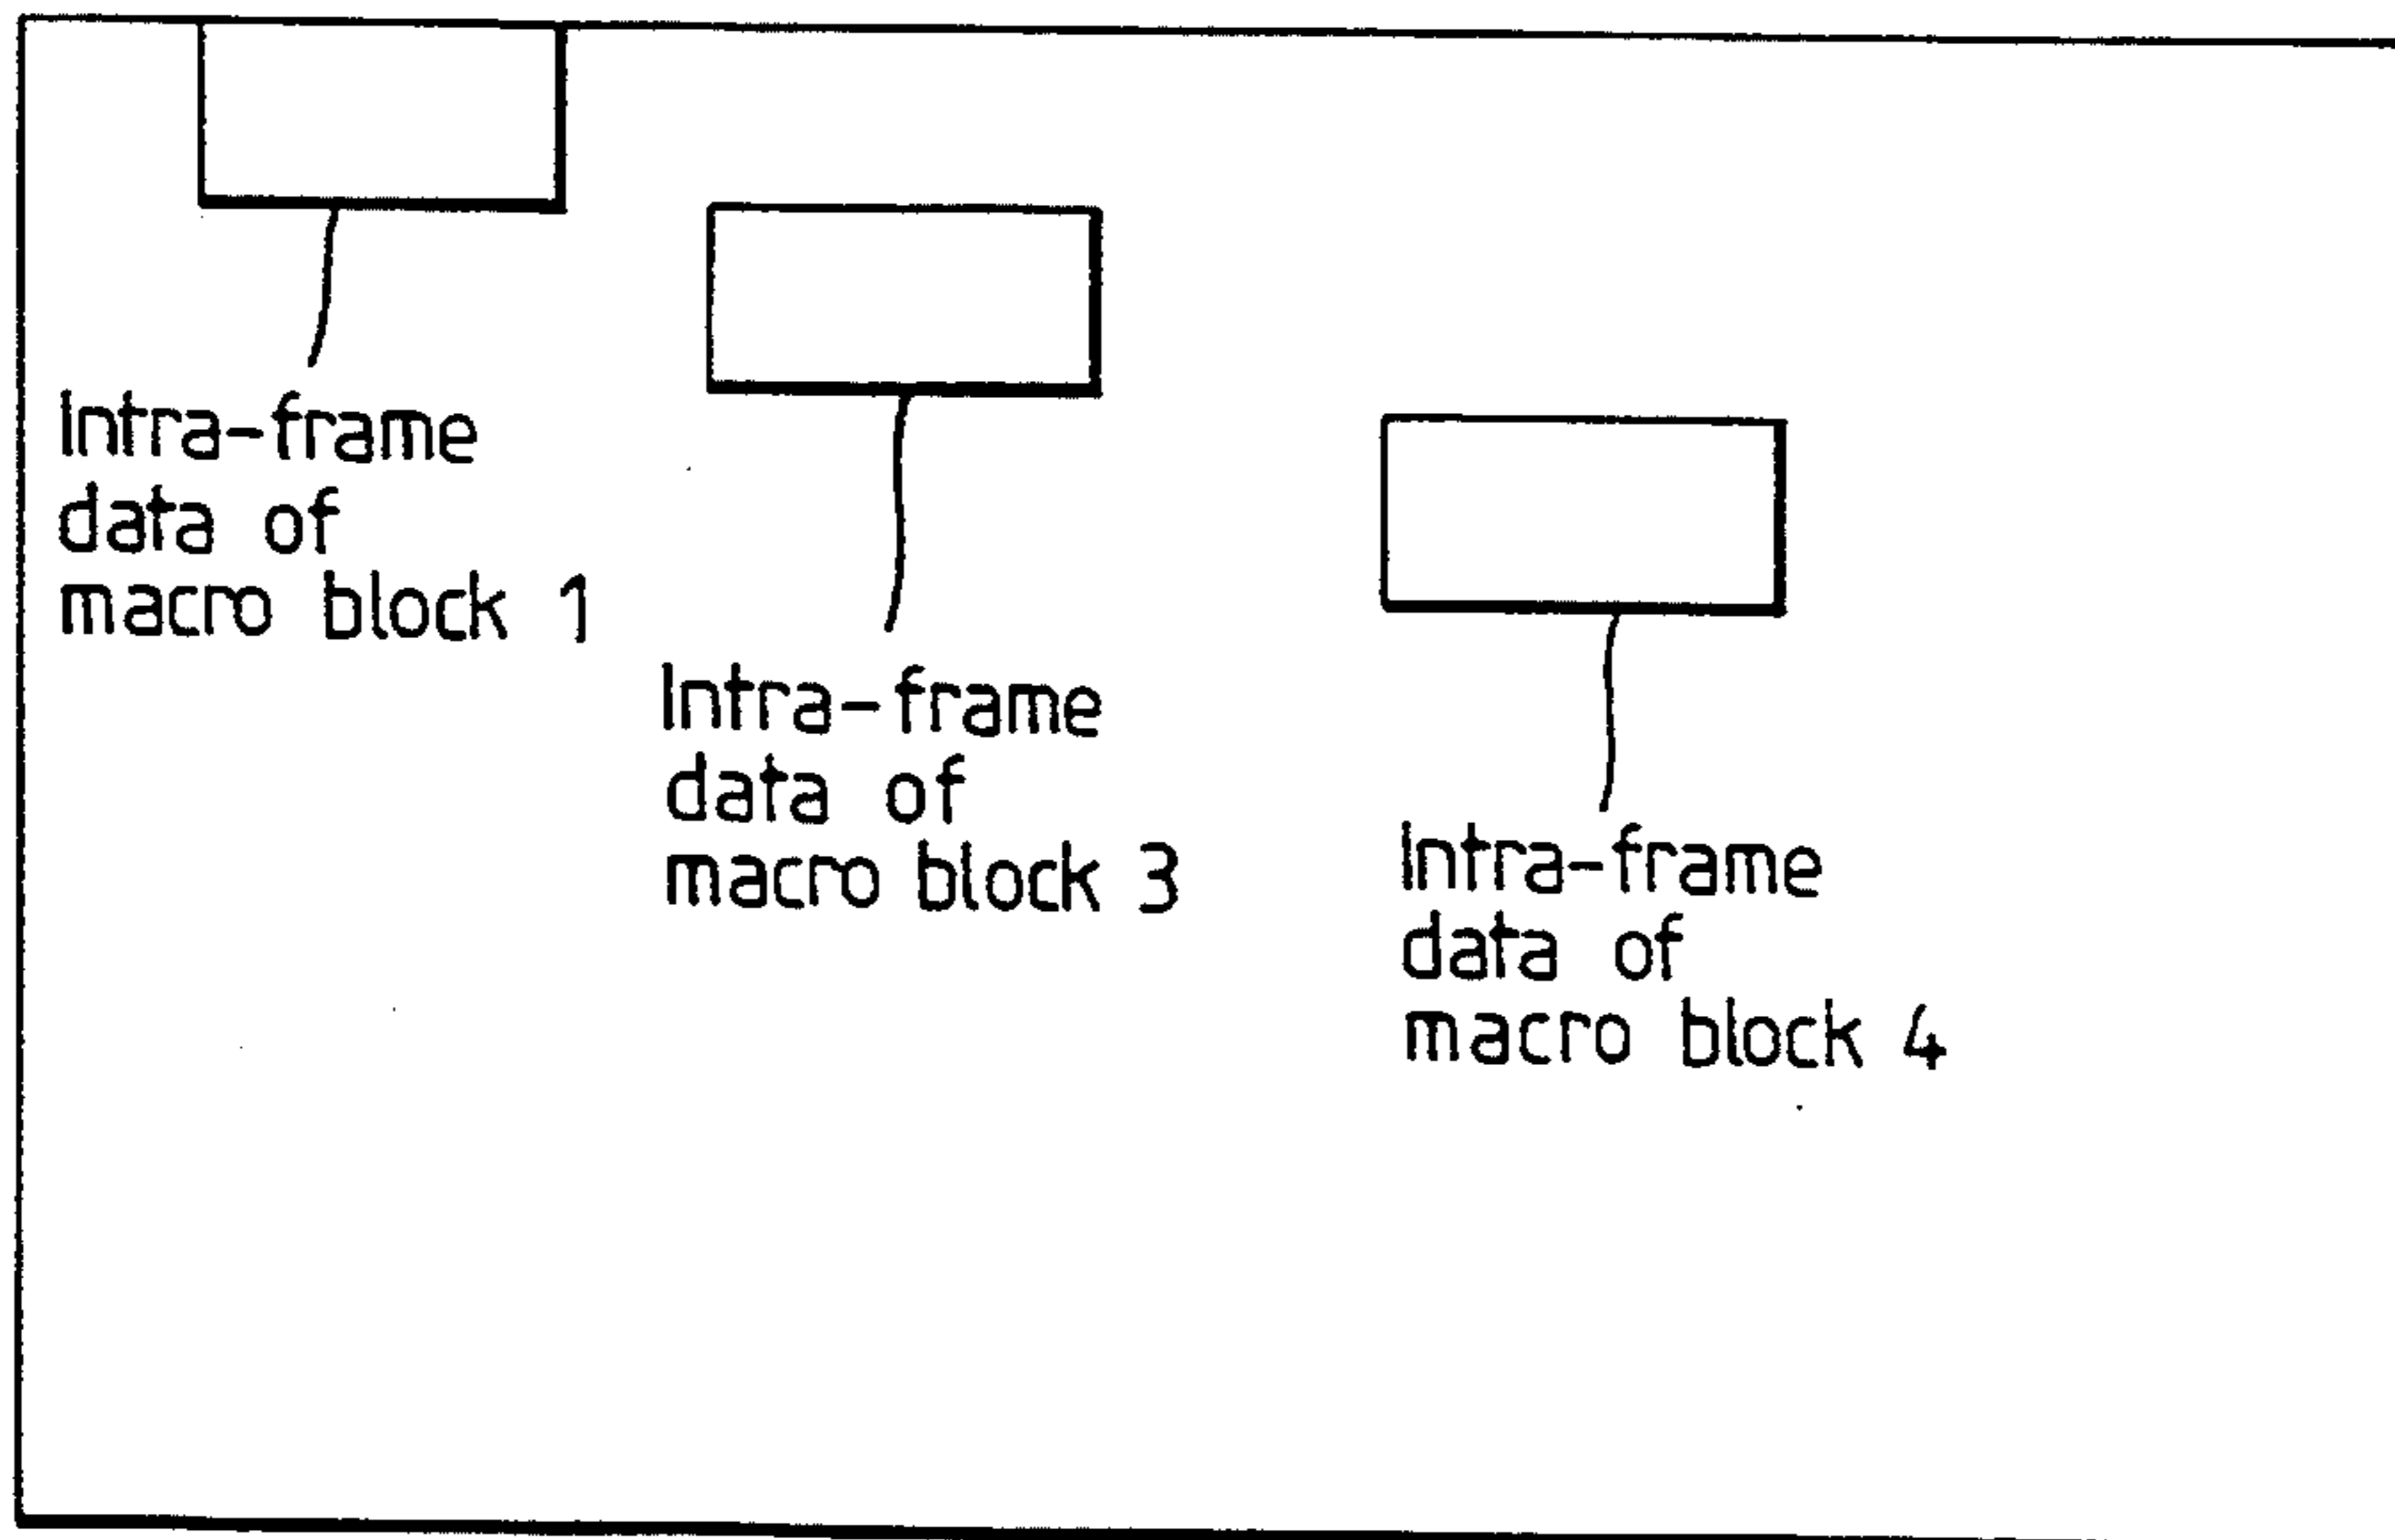 Intra-frame
data of
macro block 1
Intra-frame
data of
macro block 3
Intra-frame
data of
macro block 4